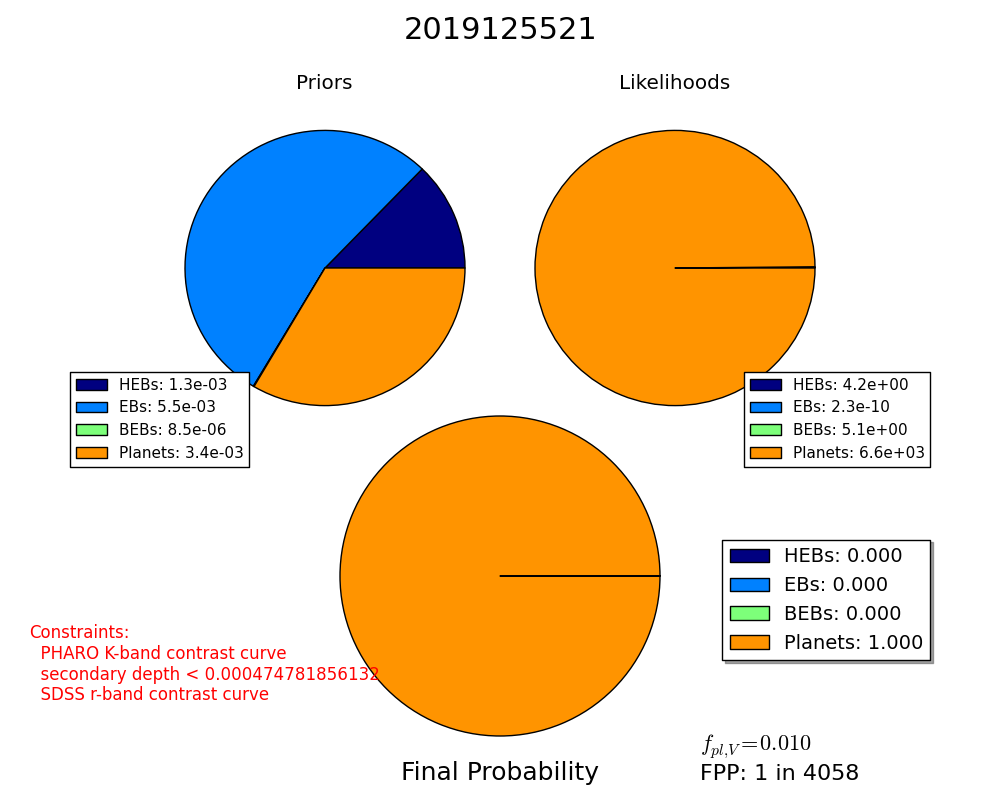 2019125521
Priors
Likelihoods
HEBs: 1.3e-03
EBs: 5.5e-03
BEBs: 8.5e-06
Planets: 3.4e-03
HEBs: 4.2e+00
EBs: 2.3e-10
BEBs: 5.1e+00
Planets: 6.6e+03
HEBs: 0.000
EBs: 0.000
BEBs: 0.000
Planets: 1.000
Constraints:
PHARO K-band contrast curve
secondary depth < 0.000474781856132
SDSS r-band contrast curve
Final Probability
f_{pl,V}=0.010
FPP: 1 in 4058